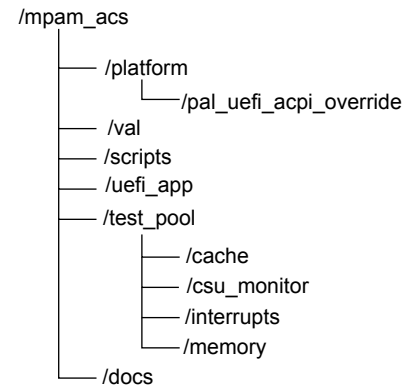 /mpam_acs
/platform
/pal_uefi_acpi_override
/val
/scripts
/uefi_app
/test_pool
/cache
/csu_monitor
/interrupts
/memory
/docs